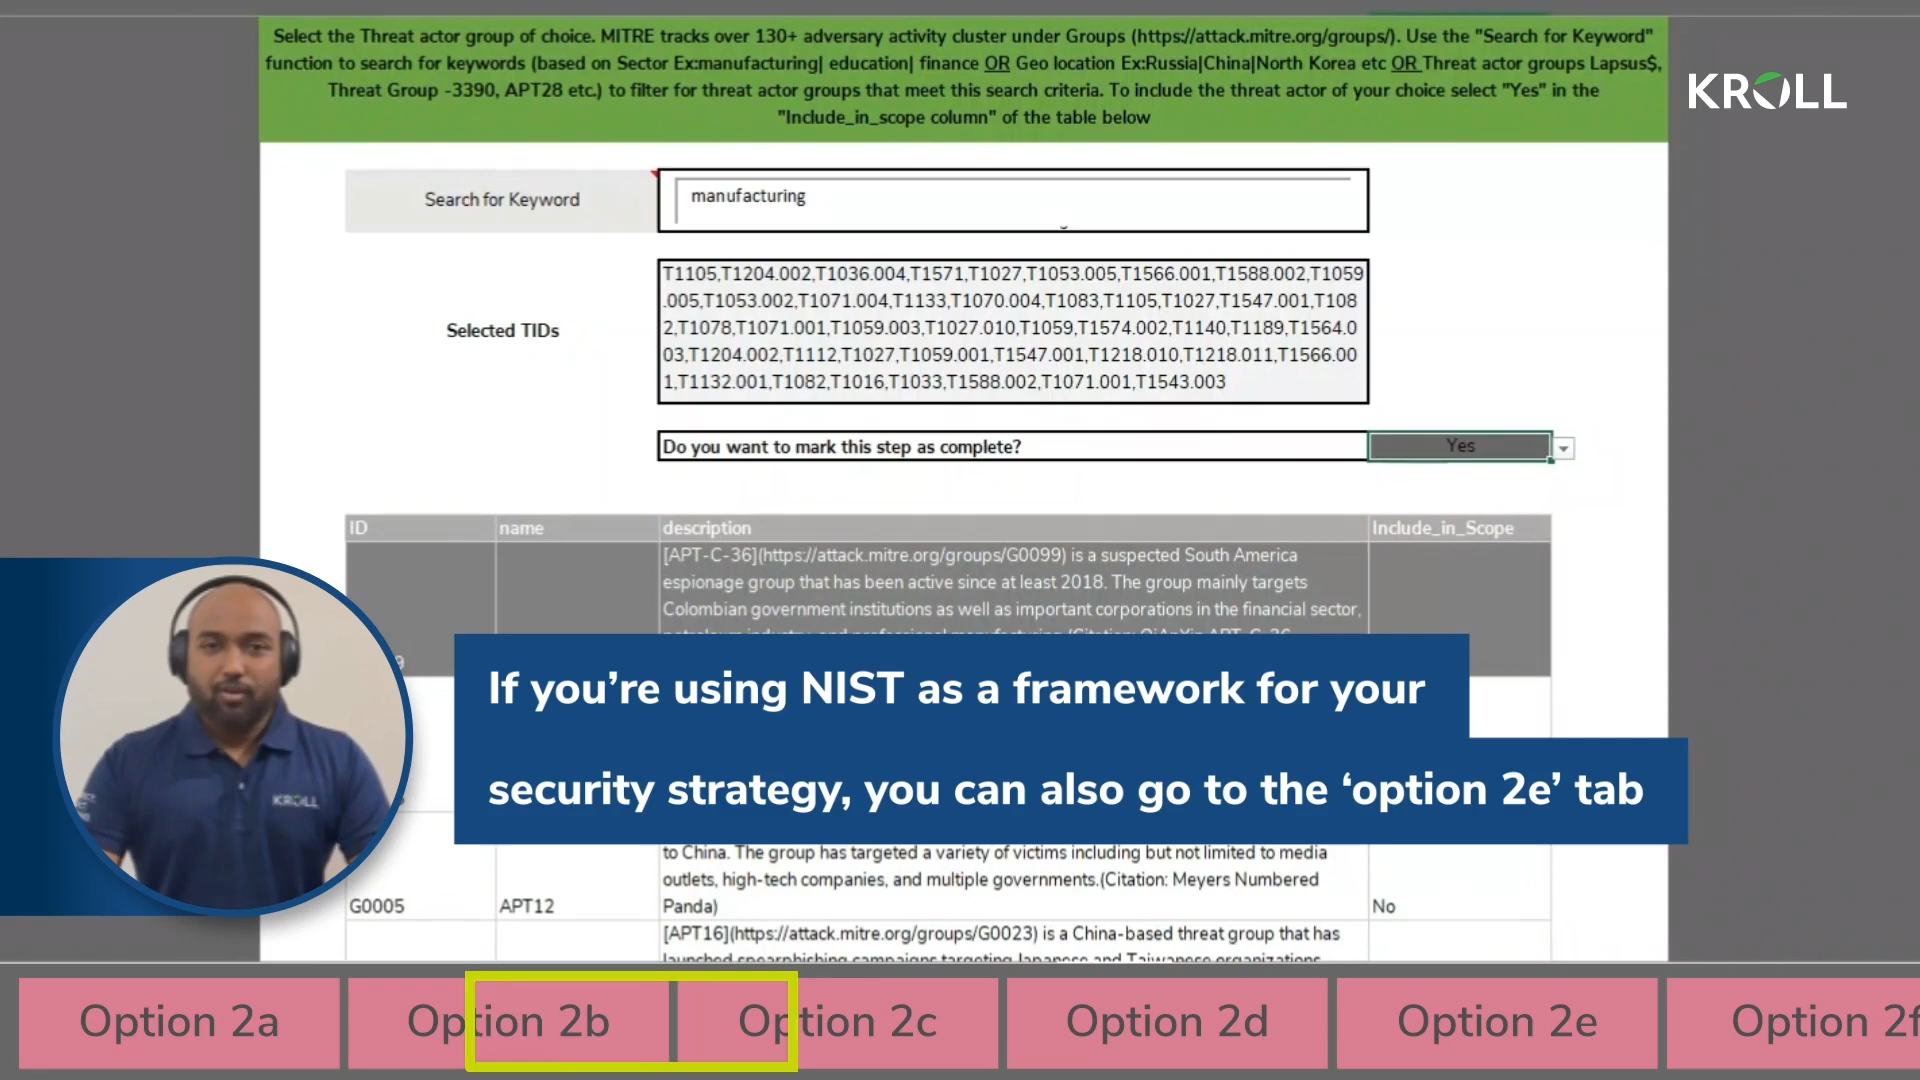 Select the Threat actor group of choice. MITRE tracks over 130+ adversary activity cluster under Groups (https://attack.mitre.org/groups/). Use the "Search for Keyword"
function to search for keywords (based on Sector Ex:manufacturing| education| finance OR Geo location Ex:Russia|China|North Korea etc OR Threat actor groups Lapsus$,
Threat Group -3390, APT28 etc.) to filter for threat actor groups that meet this search criteria. To include the threat actor of your choice select "Yes" in the
"Include_in_scope column" of the table below
KROLL
Search for Keyword
manufacturing
Selected TIDs
T1105,T1204.002,T1036.004,T1571,T1027,T1053.005,T1566.001,T1588.002,T1059
.005,T1053.002,T1071.004,T1133,T1070.004,T1083,T1105,T1027,T1547.001,T108
2,T1078,T1071.001,T1059.003,T1027.010,T1059,T1574.002,T1140,T1189,T1564.0
03,T1204.002,T1112,T1027,T1059.001,T1547.001,T1218.010,T1218.011,T1566.00
1,T1132.001,T1082,T1016,T1033,T1588.002,T1071.001,T1543.003
Do you want to mark this step as complete? Yes
ID name description Include_in_Scope
[APT-C-36](https://attack.mitre.org/groups/G0099) is a suspected South America
espionage group that has been active since at least 2018. The group mainly targets
Colombian government institutions as well as important corporations in the financial sector,
If you're using NIST as a framework for your
security strategy, you can also go to the ‘option 2e’ tab
KROLL
to China. The group has targeted a variety of victims including but not limited to media
outlets, high-tech companies, and multiple governments.(Citation: Meyers Numbered
G0005 APT12 Panda) No
[APT16](https://attack.mitre.org/groups/G0023) is a China-based threat group that has
launched spearphishing campaigns targeting Japanese and Taiwanese organizations
Option 2a Option 2b Option 2c Option 2d Option 2e Option 2f